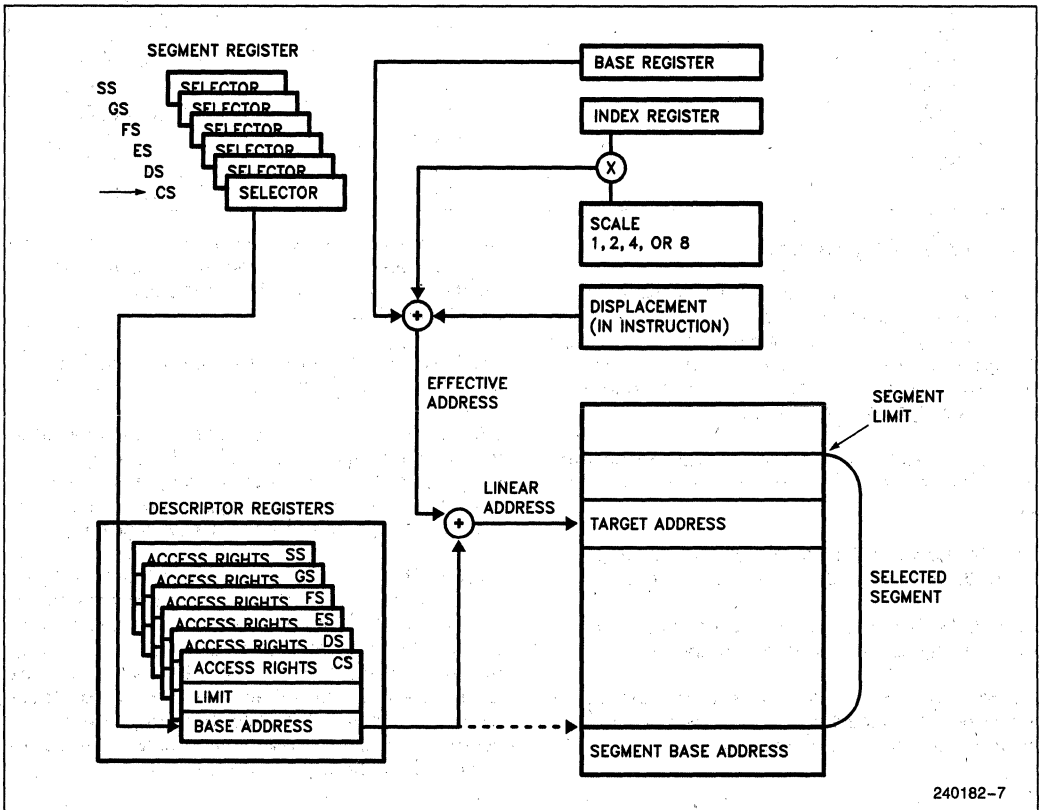 SEGMENT REGISTER
SS
GS
FS
ES
DS
CS
SELECTOR
SELECTOR
SELECTOR
SELECTOR
SELECTOR
SELECTOR
BASE REGISTER
INDEX REGISTER
X
SCALE
1, 2, 4, OR 8
DISPLACEMENT
(IN INSTRUCTION)
+
EFFECTIVE
ADDRESS
SEGMENT
LIMIT
LINEAR
ADDRESS
+
TARGET ADDRESS
SELECTED
SEGMENT
SEGMENT BASE ADDRESS
DESCRIPTOR REGISTERS
ACCESS RIGHTS SS
ACCESS RIGHTS GS
ACCESS RIGHTS FS
ACCESS RIGHTS ES
ACCESS RIGHTS DS
ACCESS RIGHTS CS
LIMIT
BASE ADDRESS
240182-7